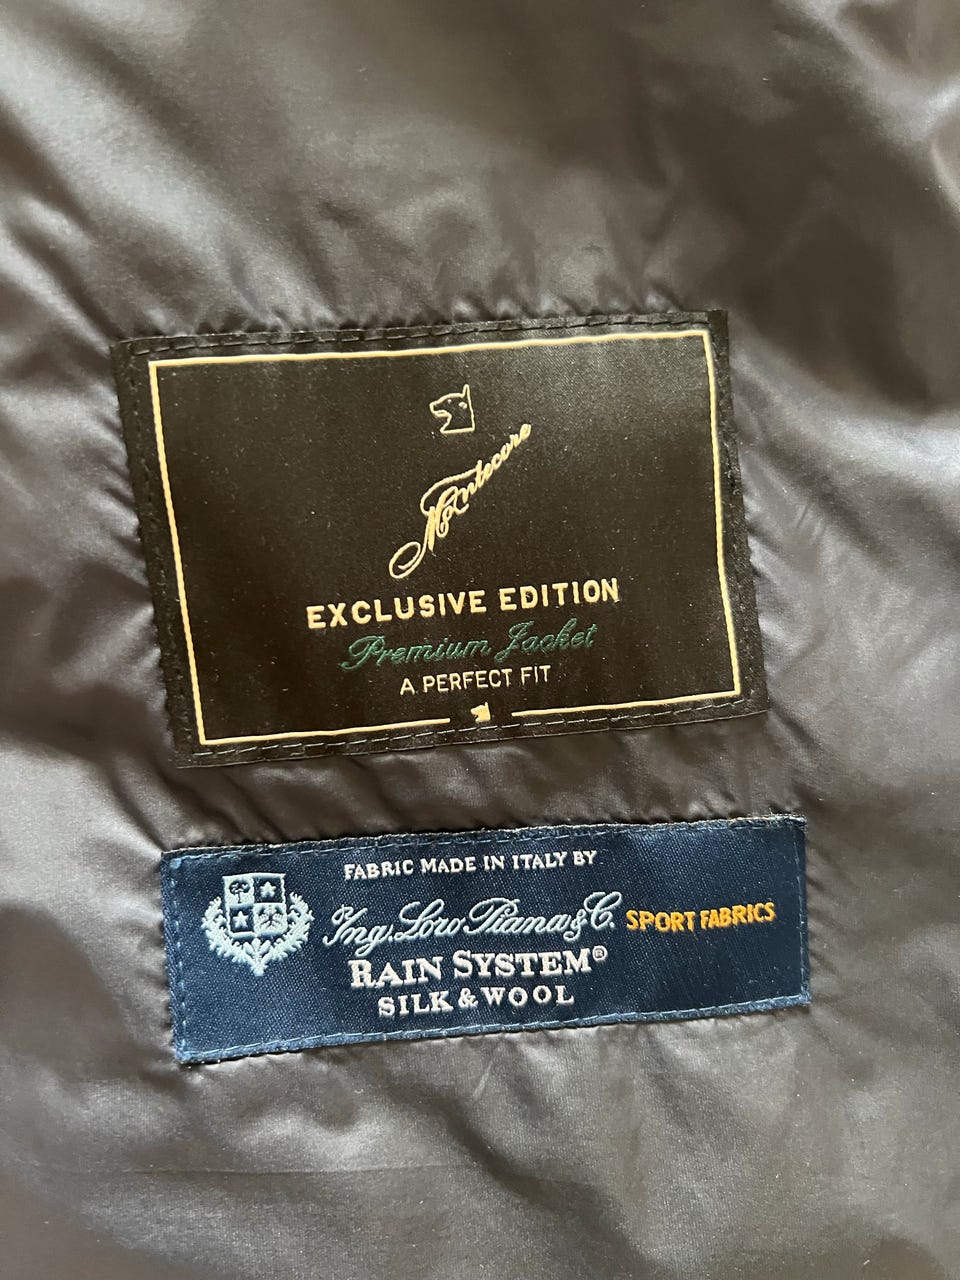 Montecore
EXCLUSIVE EDITION
Premium Jacket
A PERFECT FIT
FABRIC MADE IN ITALY BY
Ing. Loro Piana & C. SPORT FABRICS
RAIN SYSTEM®
SILK & WOOL